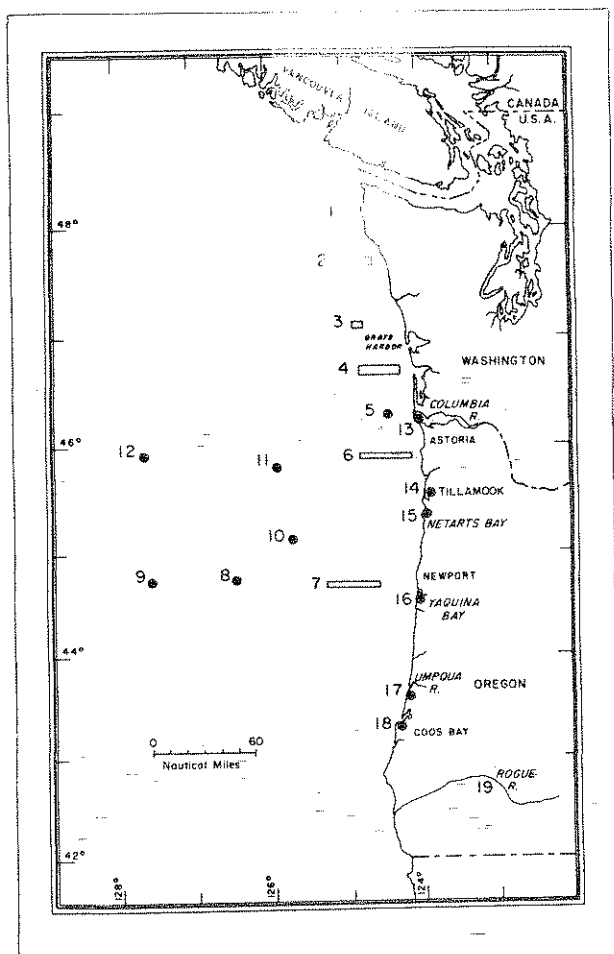 VANCOUVER
ISLAND
CANADA
U.S.A.
1
48°
2
3
GRAYS
HARBOR
4
WASHINGTON
5
13
COLUMBIA
R.
ASTORIA
46°
12
11
6
14
TILLAMOOK
15
NETARTS BAY
10
9
8
7
NEWPORT
16
YAQUINA
BAY
44°
17
UMPQUA
R.
OREGON
18
COOS BAY
0
60
Nautical Miles
19
ROGUE
R.
42°
128°
126°
124°